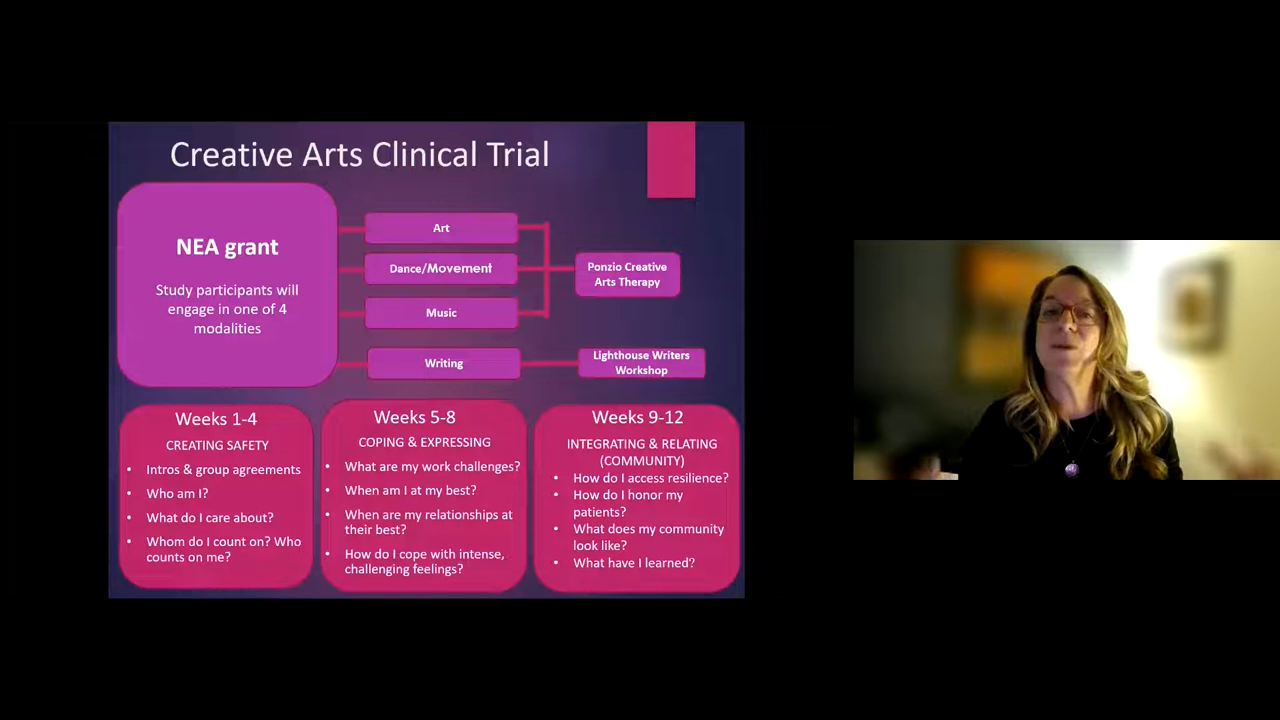 Creative Arts Clinical Trial
NEA grant
Study participants will
engage in one of 4
modalities
Art
Dance/Movement
Music
Writing
Ponzio Creative
Arts Therapy
Lighthouse Writers
Workshop
Weeks 1-4
CREATING SAFETY
• Intros & group agreements
• Who am I?
• What do I care about?
• Whom do I count on? Who
counts on me?
Weeks 5-8
COPING & EXPRESSING
• What are my work challenges?
• When am I at my best?
• When are my relationships at
their best?
• How do I cope with intense,
challenging feelings?
Weeks 9-12
INTEGRATING & RELATING
(COMMUNITY)
• How do I access resilience?
• How do I honor my
patients?
• What does my community
look like?
• What have I learned?